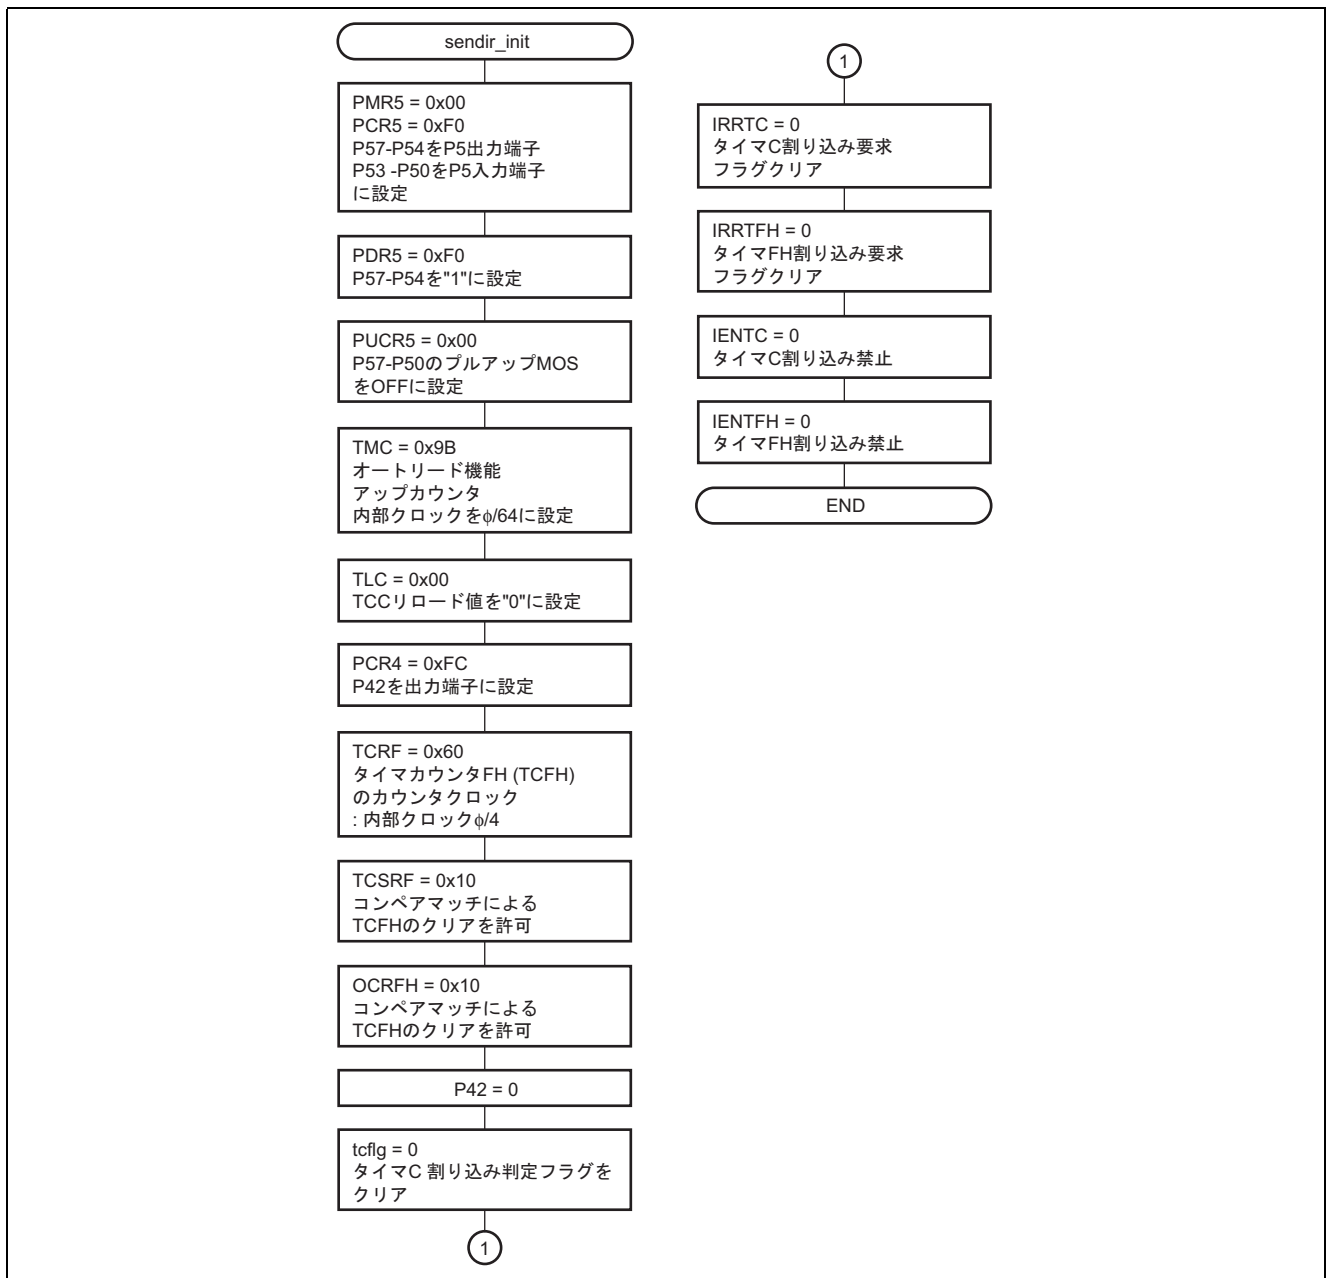 sendir_init
PMR5 = 0x00
PCR5 = 0xF0
P57-P54をP5出力端子
P53 -P50をP5入力端子
に設定
PDR5 = 0xF0
P57-P54を"1"に設定
PUCR5 = 0x00
P57-P50のプルアップMOS
をOFFに設定
TMC = 0x9B
オートリード機能
アップカウンタ
内部クロックをφ/64に設定
TLC = 0x00
TCCリロード値を"0"に設定
PCR4 = 0xFC
P42を出力端子に設定
TCRF = 0x60
タイマカウンタFH (TCFH)
のカウンタクロック
: 内部クロックφ/4
TCSRF = 0x10
コンペアマッチによる
TCFHのクリアを許可
OCRFH = 0x10
コンペアマッチによる
TCFHのクリアを許可
P42 = 0
tcflg = 0
タイマC 割り込み判定フラグを
クリア
1
1
IRRTC = 0
タイマC割り込み要求
フラグクリア
IRRTFH = 0
タイマFH割り込み要求
フラグクリア
IENTC = 0
タイマC割り込み禁止
IENTFH = 0
タイマFH割り込み禁止
END